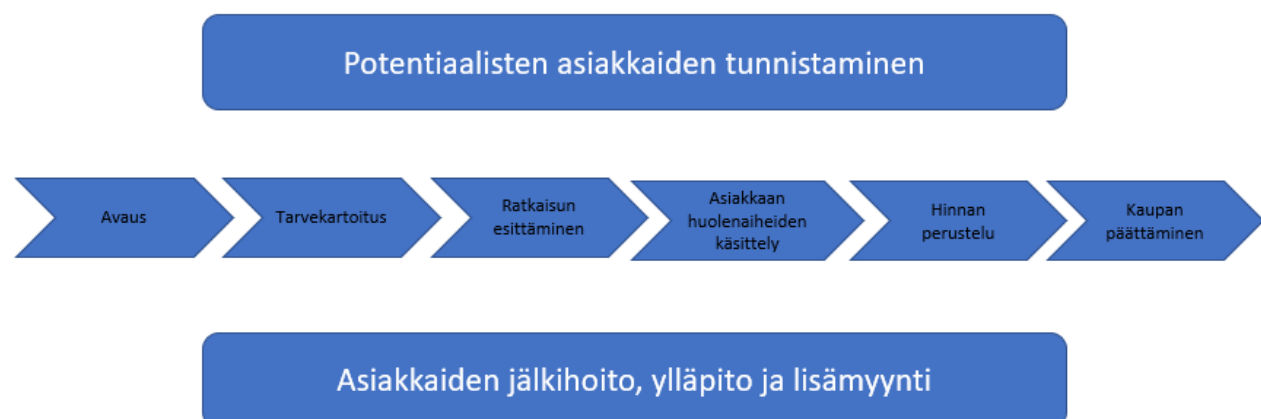 Potentiaalisten asiakkaiden tunnistaminen
Avaus
Tarvekartoitus
Ratkaisun
esittäminen
Asiakkaan
huolenaiheiden
käsittely
Hinnan
perustelu
Kaupan
päättäminen
Asiakkaiden jälkihoito, ylläpito ja lisämyynti